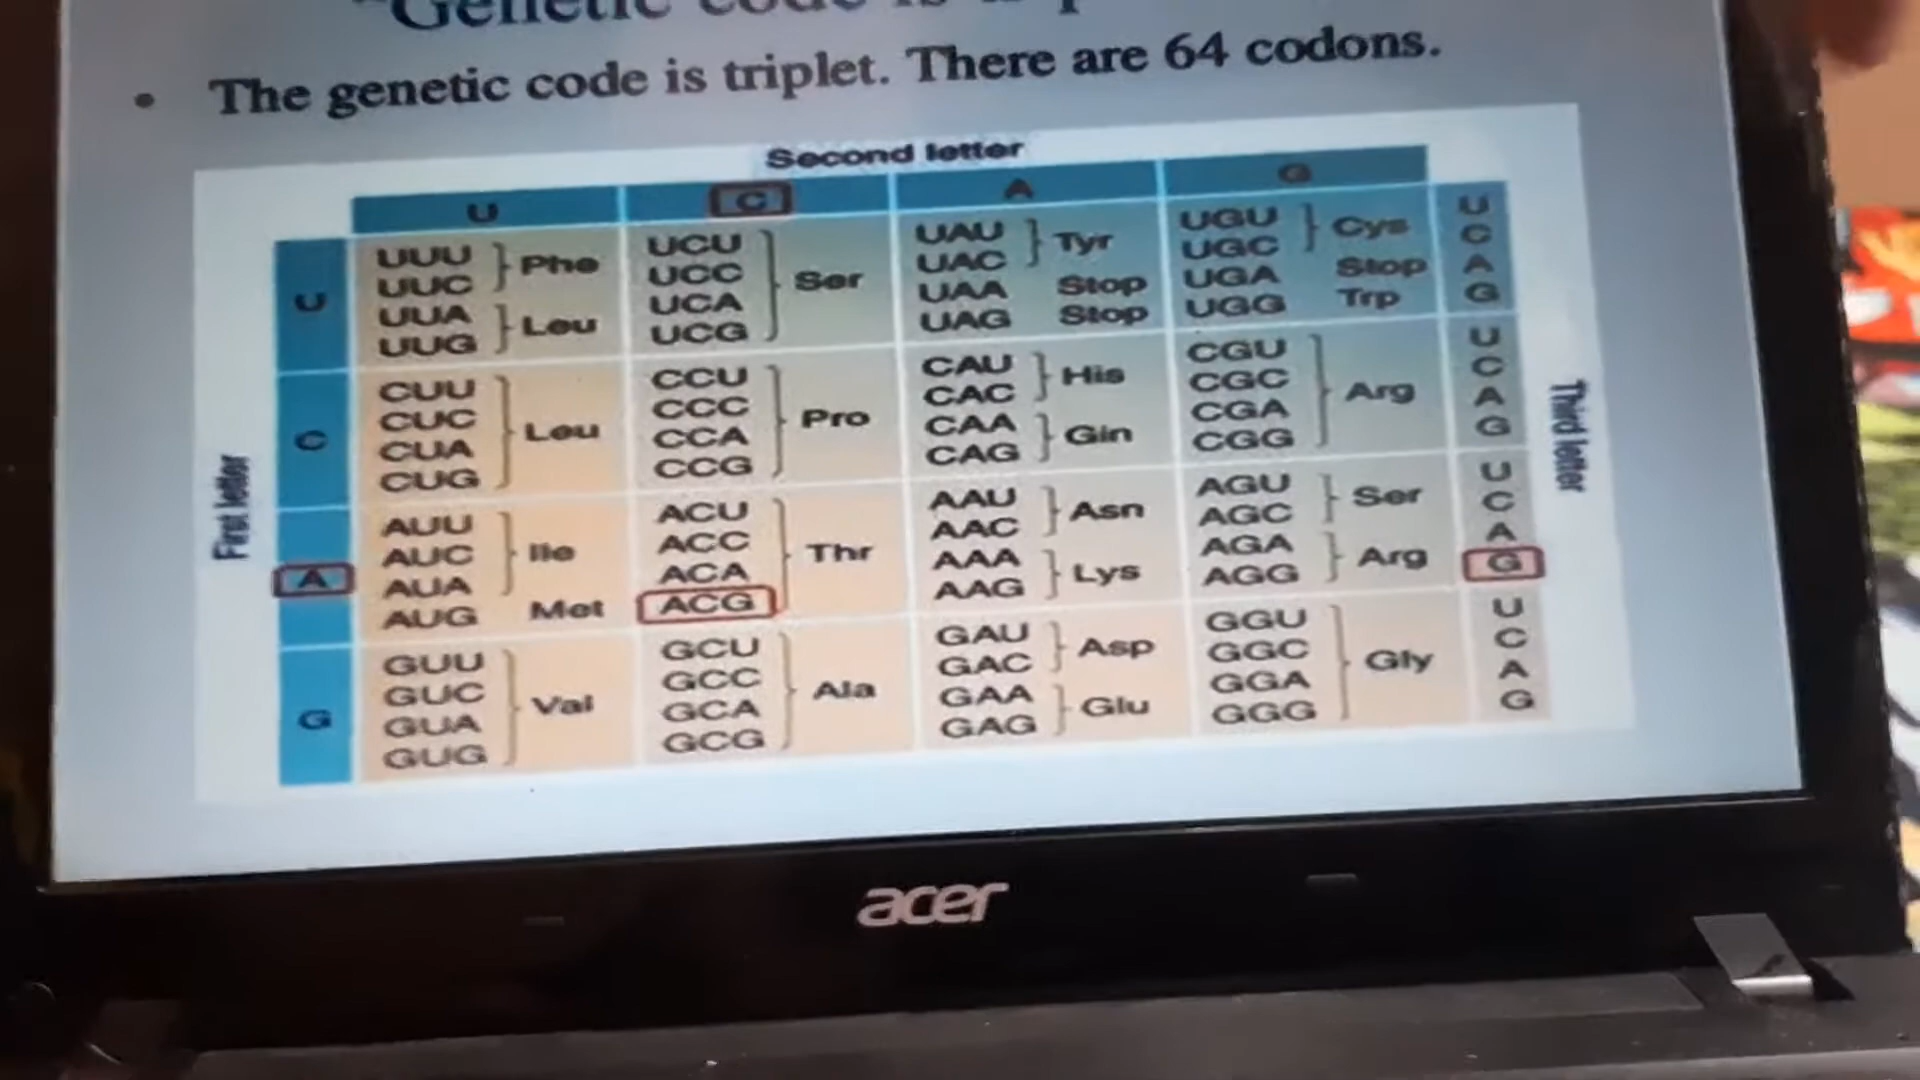 "Genetic code is
• The genetic code is triplet. There are 64 codons.
Second letter
U C A G
First letter
Third letter
U
UUU UUC Phe
UUA UUG Leu
UCU UCC UCA UCG Ser
UAU UAC Tyr
UAA Stop
UAG Stop
UGU UGC Cys
UGA Stop
UGG Trp
U C A G
C
CUU CUC CUA CUG Leu
CCU CCC CCA CCG Pro
CAU CAC His
CAA CAG Gin
CGU CGC CGA CGG Arg
U C A G
A
AUU AUC AUA Ile
AUG Met
ACU ACC ACA ACG Thr
AAU AAC Asn
AAA AAG Lys
AGU AGC Ser
AGA AGG Arg
U C A G
G
GUU GUC GUA GUG Val
GCU GCC GCA GCG Ala
GAU GAC Asp
GAA GAG Glu
GGU GGC GGA GGG Gly
U C A G
acer